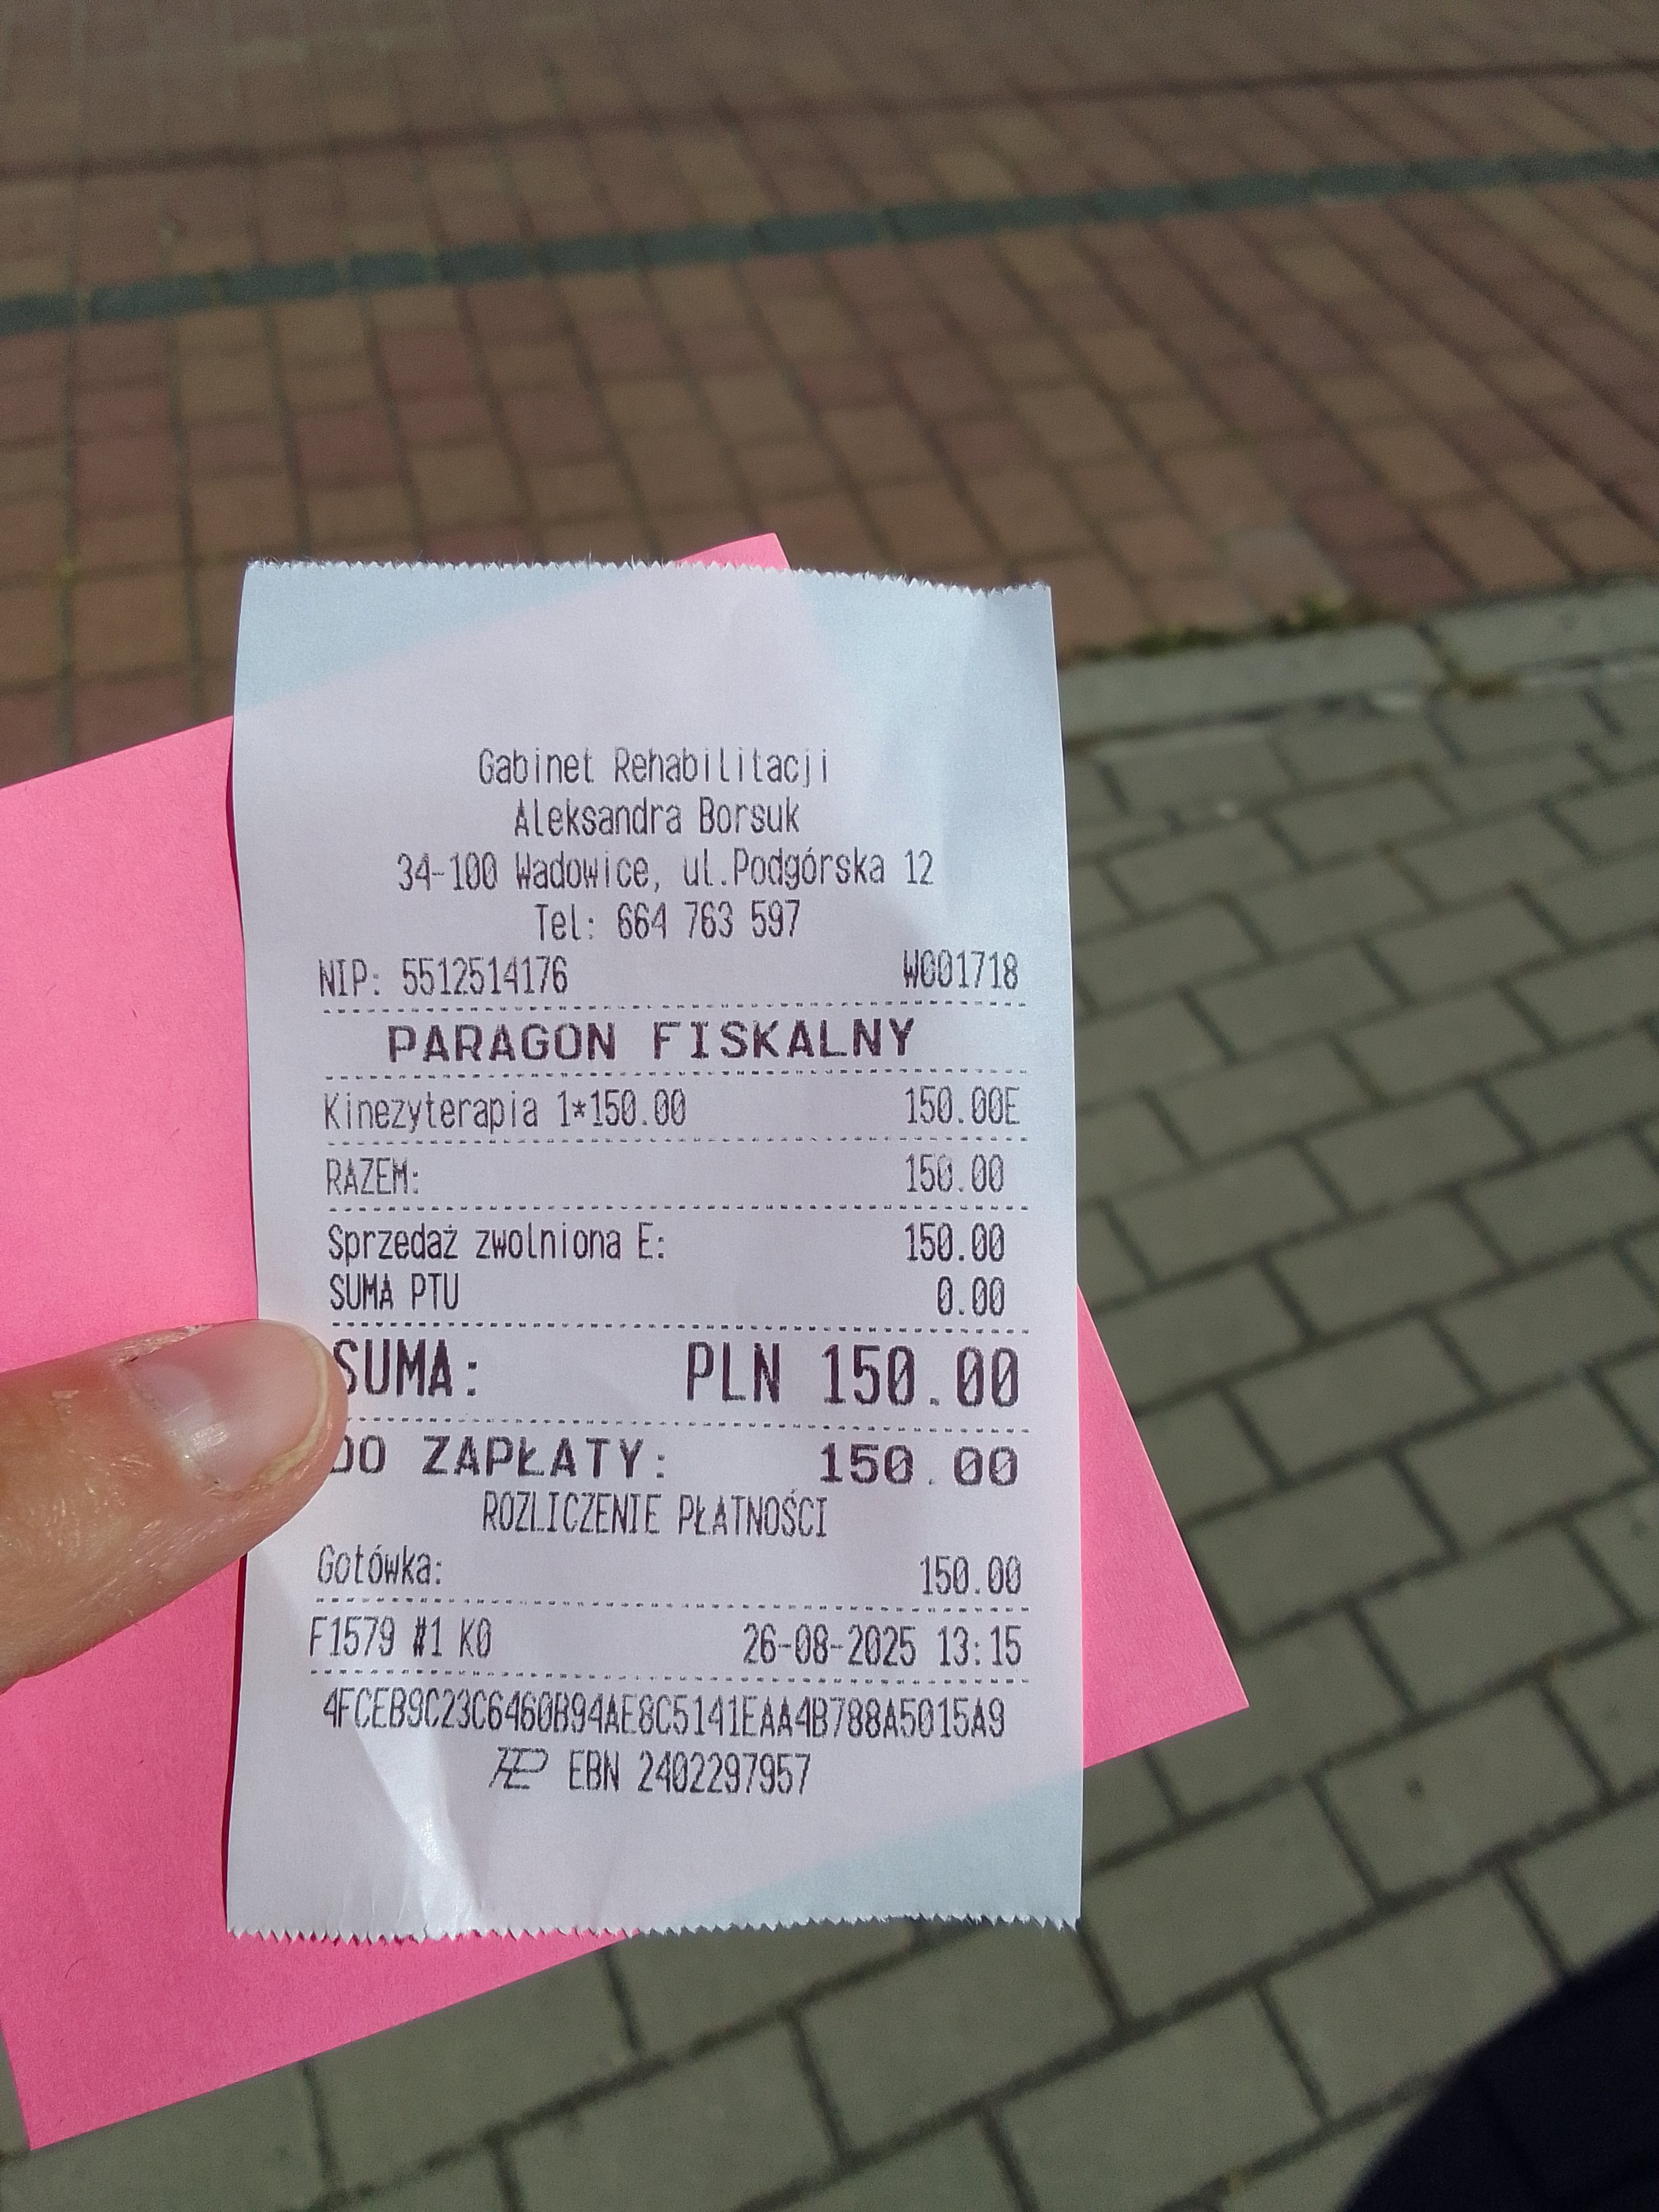 Gabinet Rehabilitacji
Aleksandra Borsuk
34-100 Wadowice, ul.Podgórska 12
Tel: 664 763 597
NIP: 5512514176 W001718
PARAGON FISKALNY
Kinezyterapia 1*150.00 150.00E
RAZEM: 150.00
Sprzedaż zwolniona E: 150.00
SUMA PTU 0.00
SUMA: PLN 150.00
DO ZAPŁATY: 150.00
ROZLICZENIE PŁATNOŚCI
Gotówka: 150.00
F1579 #1 K0 26-08-2025 13:15
4FCEB9C23C6460B94AE8C5141EAA4B788A5015A9
EBN 2402297957